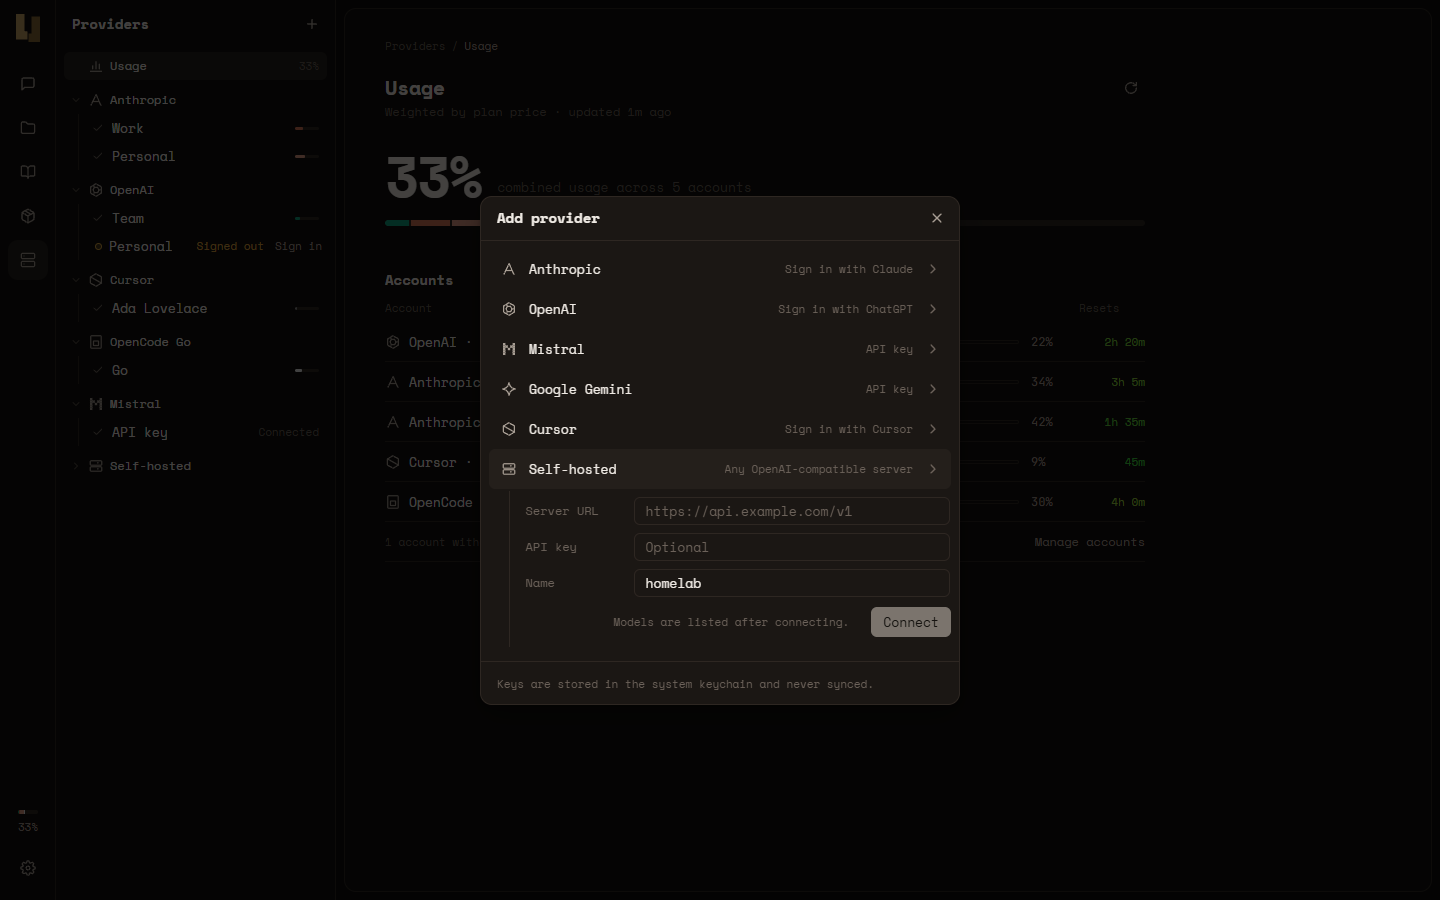 Providers
Usage 33%
Anthropic
Work
Personal
OpenAI
Team
Personal Signed out Sign in
Cursor
Ada Lovelace
OpenCode Go
Go
Mistral
API key Connected
Self-hosted
33%
Providers / Usage
Usage
Weighted by plan price · updated 1m ago
33% combined usage across 5 accounts
Accounts
Account Resets
OpenAI · 22% 2h 20m
Anthropic 34% 3h 5m
Anthropic 42% 1h 35m
Cursor · 9% 45m
OpenCode 30% 4h 0m
1 account with Manage accounts
Add provider
Anthropic Sign in with Claude
OpenAI Sign in with ChatGPT
Mistral API key
Google Gemini API key
Cursor Sign in with Cursor
Self-hosted Any OpenAI-compatible server
Server URL https://api.example.com/v1
API key Optional
Name homelab
Models are listed after connecting. Connect
Keys are stored in the system keychain and never synced.